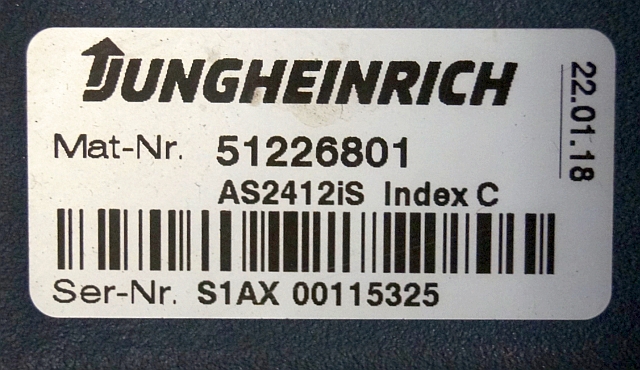 JUNGHEINRICH
Mat-Nr. 51226801
AS2412iS Index C
Ser-Nr. S1AX 00115325
22.01.18